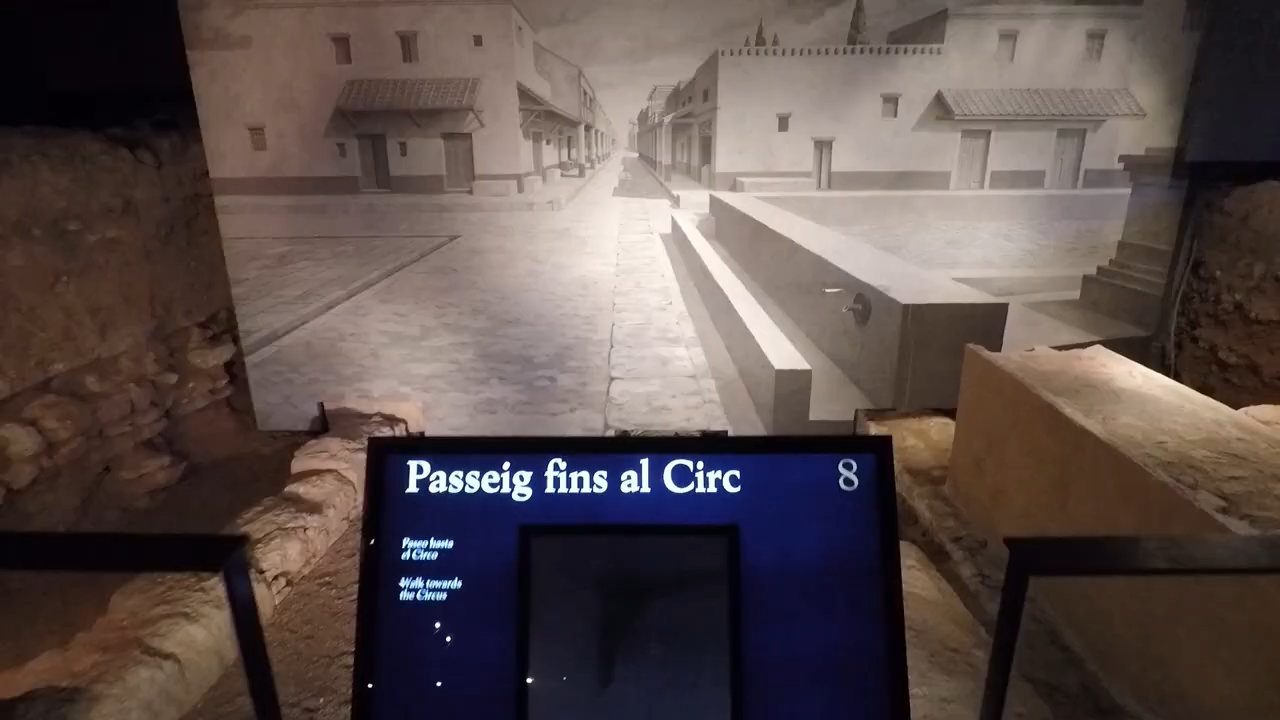 Passeig fins al Circ
8
Paseo hasta
el Circo
Walk towards
the Circus